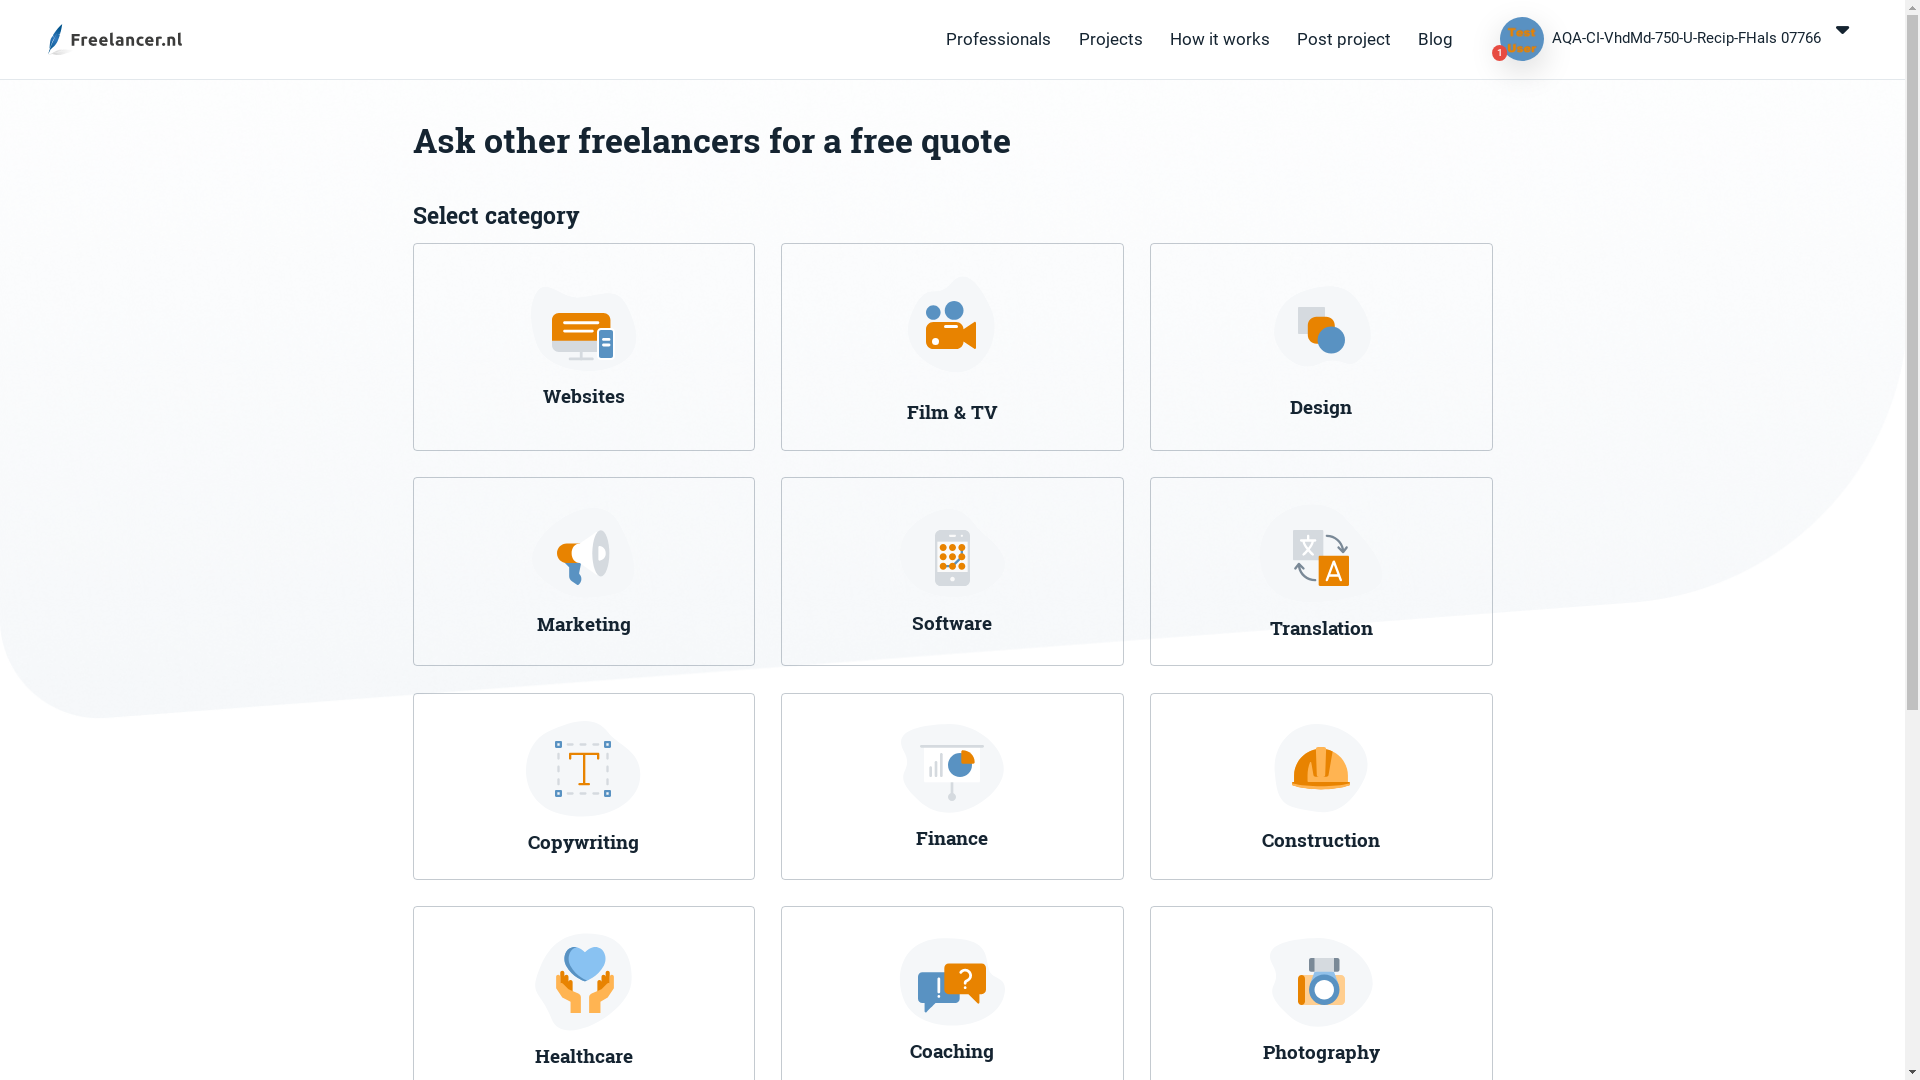 Freelancer.nl
Professionals
Projects
How it works
Post project
Blog
Test
User
1
AQA-CI-VhdMd-750-U-Recip-FHals 07766
Ask other freelancers for a free quote
Select category
Websites
Film & TV
Design
Marketing
Software
文
A
Translation
T
Copywriting
Finance
Construction
Healthcare
!
?
Coaching
Photography